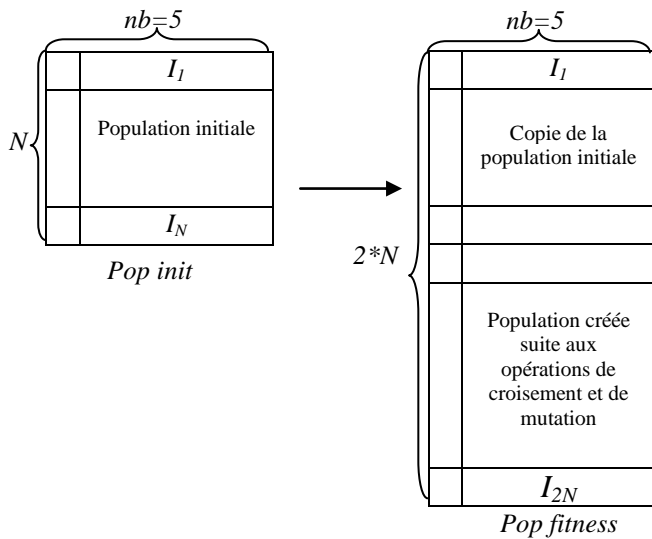 nb=5
I1
Population initiale
N
IN
Pop init
nb=5
I1
Copie de la
population initiale
2*N
Population créée
suite aux
opérations de
croisement et de
mutation
I2N
Pop fitness